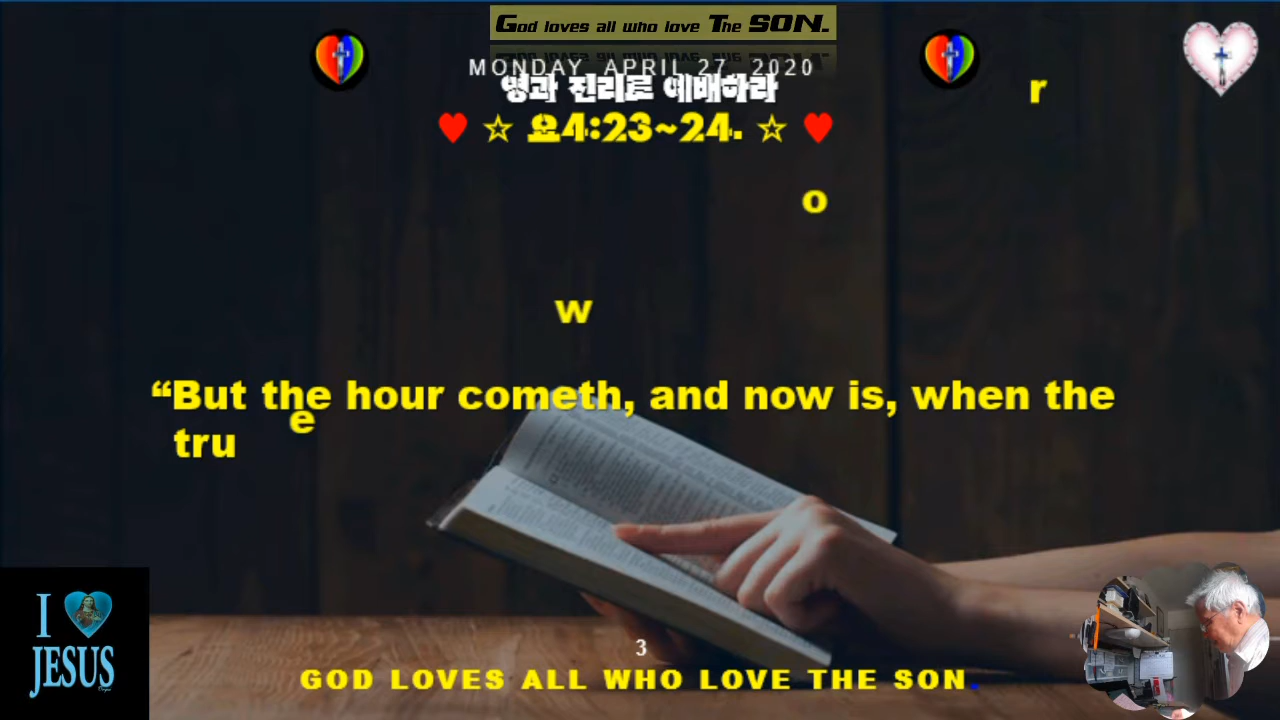 God loves all who love The SON.
MONDAY, APRIL 27, 2020
영과 진리로 예배하라
♥ ☆ 요4:23~24. ☆ ♥
r
o
w
“But the hour cometh, and now is, when the
e
tru
I
JESUS
3
GOD LOVES ALL WHO LOVE THE SON.